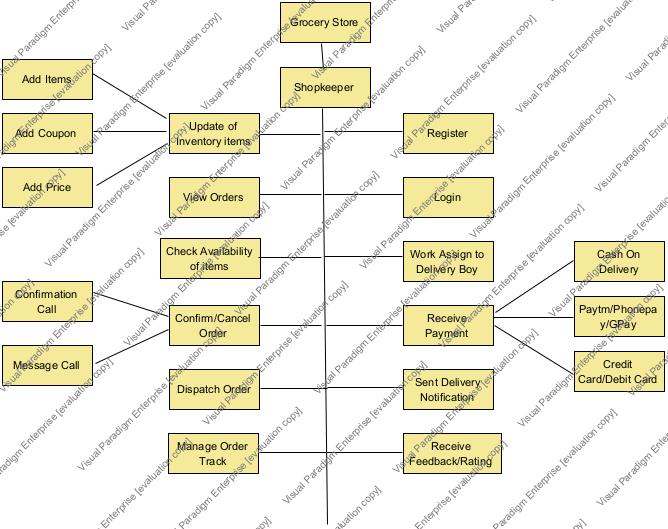 Grocery Store
Shopkeeper
Add Items
Add Coupon
Add Price
Update of
Inventory items
Register
View Orders
Login
Check Availability
of items
Work Assign to
Delivery Boy
Cash On
Delivery
Confirmation
Call
Message Call
Confirm/Cancel
Order
Receive
Payment
Paytm/Phonepa
y/GPay
Credit
Card/Debit Card
Dispatch Order
Sent Delivery
Notification
Manage Order
Track
Receive
Feedback/Rating
Visual Paradigm Enterprise [evaluation copy]